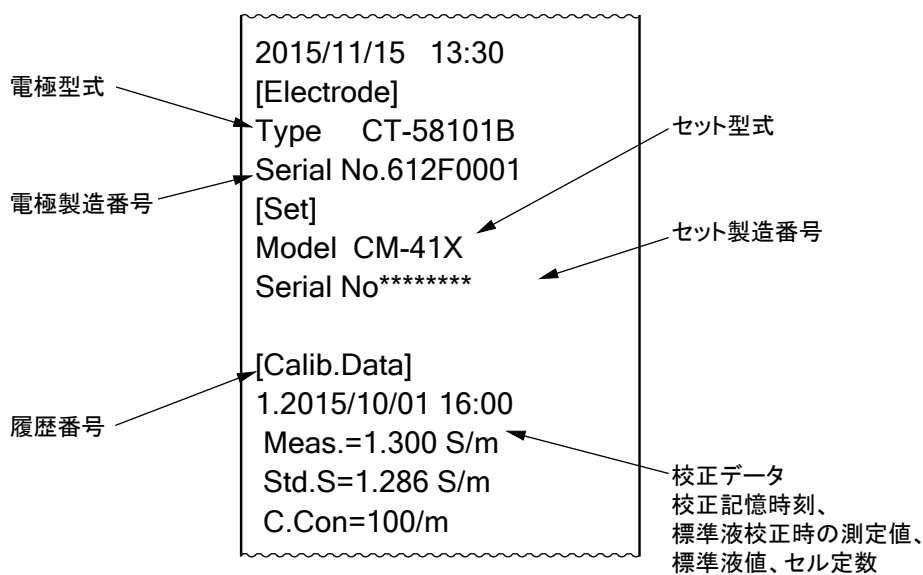 2015/11/15 13:30
[Electrode]
Type CT-58101B
Serial No.612F0001
[Set]
Model CM-41X
Serial No********
[Calib.Data]
1.2015/10/01 16:00
Meas.=1.300 S/m
Std.S=1.286 S/m
C.Con=100/m
電極型式
電極製造番号
履歴番号
セット型式
セット製造番号
校正データ
校正記憶時刻、
標準液校正時の測定値、
標準液値、セル定数